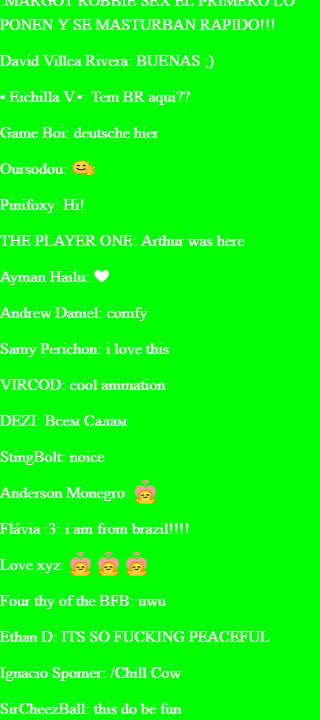 :MARGOT ROBBIE SEX EL PRIMERO LO
PONEN Y SE MASTURBAN RAPIDO!!!
David Villca Rivera: BUENAS ;)
•.Eichilla V.•: Tem BR aqui??
Game Boi: deutsche hier
Oursodou: 
Pinifoxy: Hi!
THE PLAYER ONE: Arthur was here
Ayman Hailu: 
Andrew Daniel: comfy
Samy Perichon: i love this
VIRCOD: cool animation
DEZI: Всем Салам
StingBolt: noice
Anderson Monegro: 
Flávia :3: i am from brazil!!!!
Love xyz: 
Four thy of the BFB: uwu
Ethan D: ITS SO FUCKING PEACEFUL
Ignacio Spomer: /Chill Cow
SirCheezBall: this do be fun